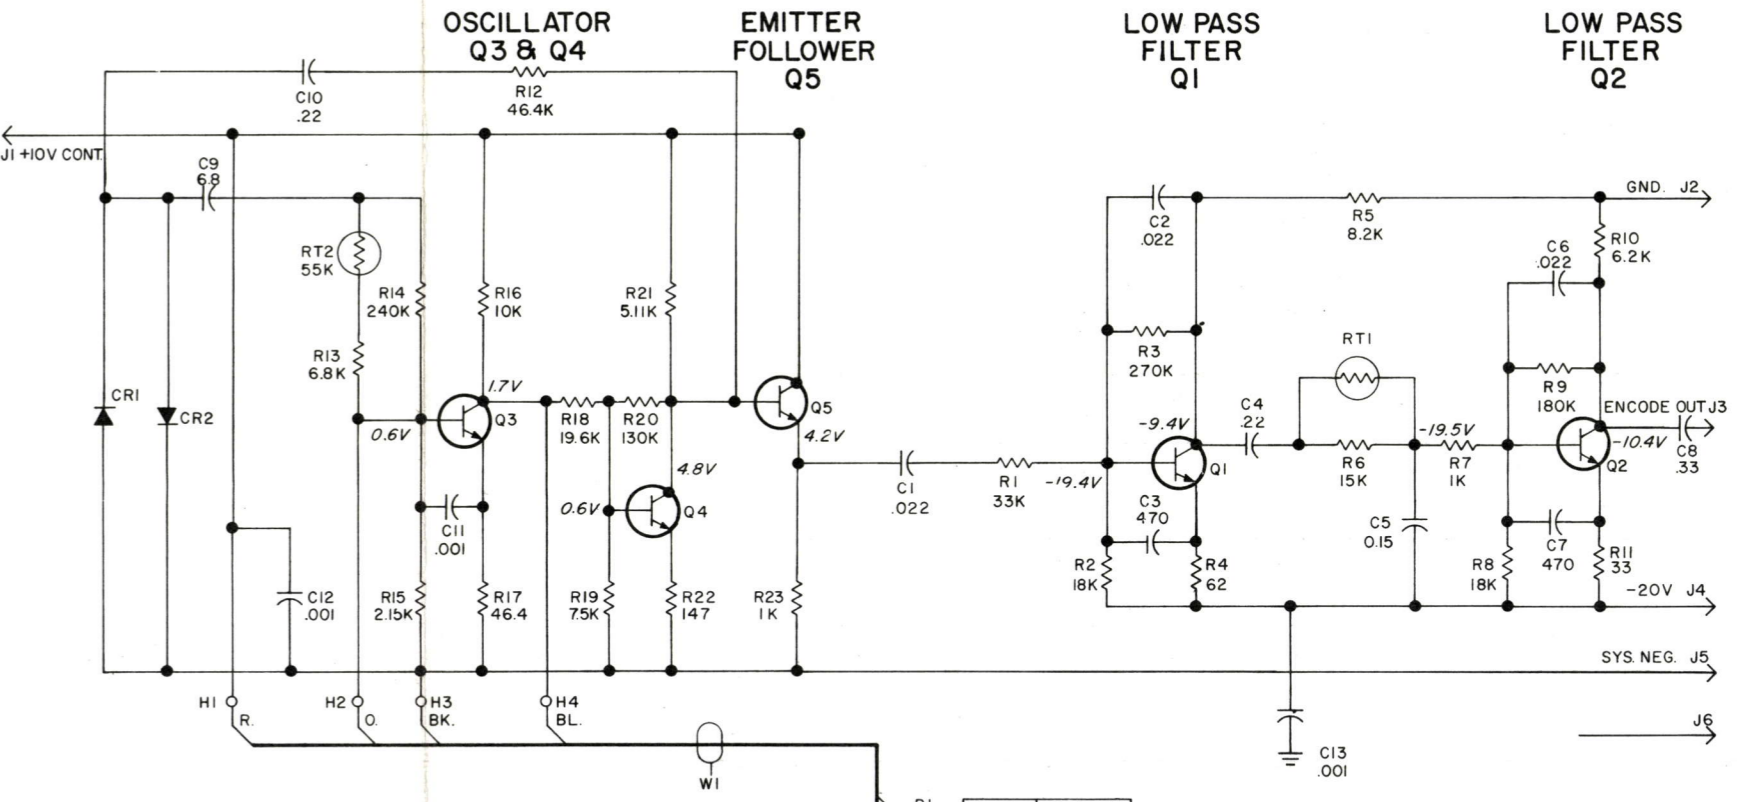 OSCILLATOR
Q3 & Q4
EMITTER
FOLLOWER
Q5
LOW PASS
FILTER
Q1
LOW PASS
FILTER
Q2
C10
.22
R12
46.4K
J1 +10V CONT.
C9
6.8
RT2
55K
R14
240K
R16
10K
R21
5.11K
R13
6.8K
CR1
CR2
1.7V
Q3
0.6V
R18
19.6K
R20
130K
Q5
4.2V
4.8V
0.6V
Q4
C11
.001
C12
.001
R15
2.15K
R17
46.4
R19
7.5K
R22
147
R23
1K
C1
.022
R1
33K
-19.4V
C2
.022
R5
8.2K
GND. J2
R3
270K
RT1
C6
.022
R10
6.2K
R9
180K
ENCODE OUT J3
-9.4V
Q1
C4
.22
-19.5V
R6
15K
R7
1K
-10.4V
Q2
C8
.33
C3
470
R2
18K
R4
62
C5
0.15
C7
470
R8
18K
R11
33
-20V J4
SYS. NEG. J5
J6
H1
R.
H2
O.
H3
BK.
H4
BL.
W1
C13
.001